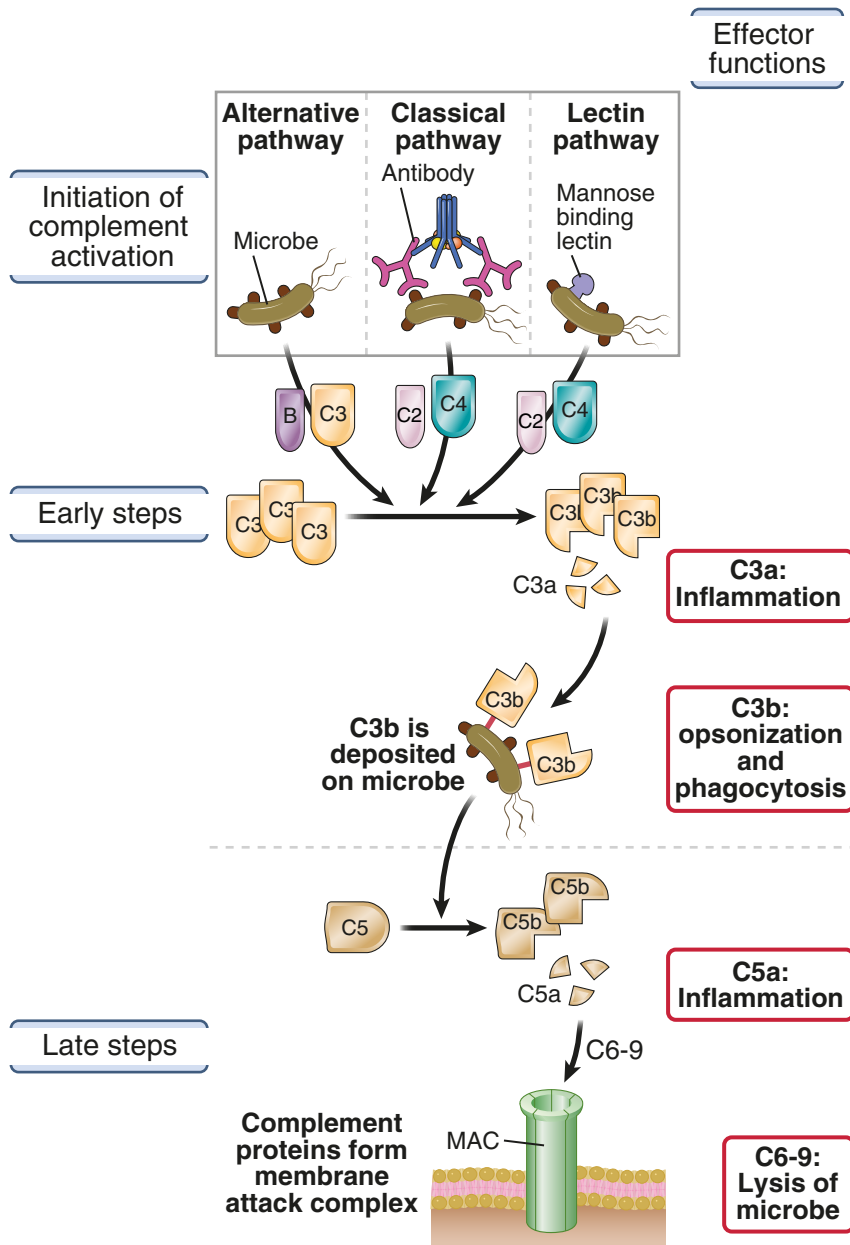 Effector
functions
Alternative
pathway
Classical
pathway
Lectin
pathway
Initiation of
complement
activation
Microbe
Antibody
Mannose
binding
lectin
B
C3
C2
C4
C2
C4
Early steps
C3
C3
C3
C3b
C3b
C3b
C3a
C3a:
Inflammation
C3b is
deposited
on microbe
C3b
C3b
C3b:
opsonization
and
phagocytosis
C5
C5b
C5b
C5a
C5a:
Inflammation
Late steps
C6-9
Complement
proteins form
membrane
attack complex
MAC
C6-9:
Lysis of
microbe